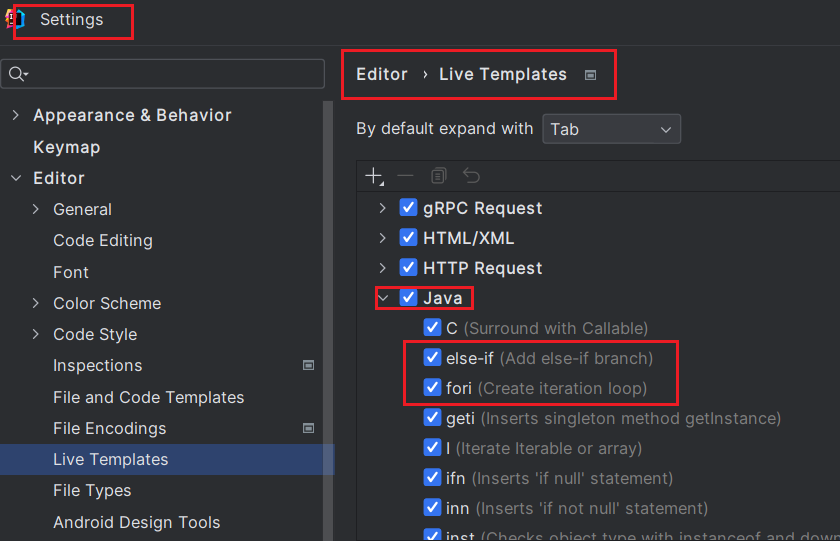 Settings
Editor › Live Templates
By default expand with Tab
Appearance & Behavior
Keymap
Editor
General
Code Editing
Font
Color Scheme
Code Style
Inspections
File and Code Templates
File Encodings
Live Templates
File Types
Android Design Tools
gRPC Request
HTML/XML
HTTP Request
Java
C (Surround with Callable)
else-if (Add else-if branch)
fori (Create iteration loop)
geti (Inserts singleton method getInstance)
I (Iterate Iterable or array)
ifn (Inserts 'if null' statement)
inn (Inserts 'if not null' statement)
inst (Checks object type with instanceof and down